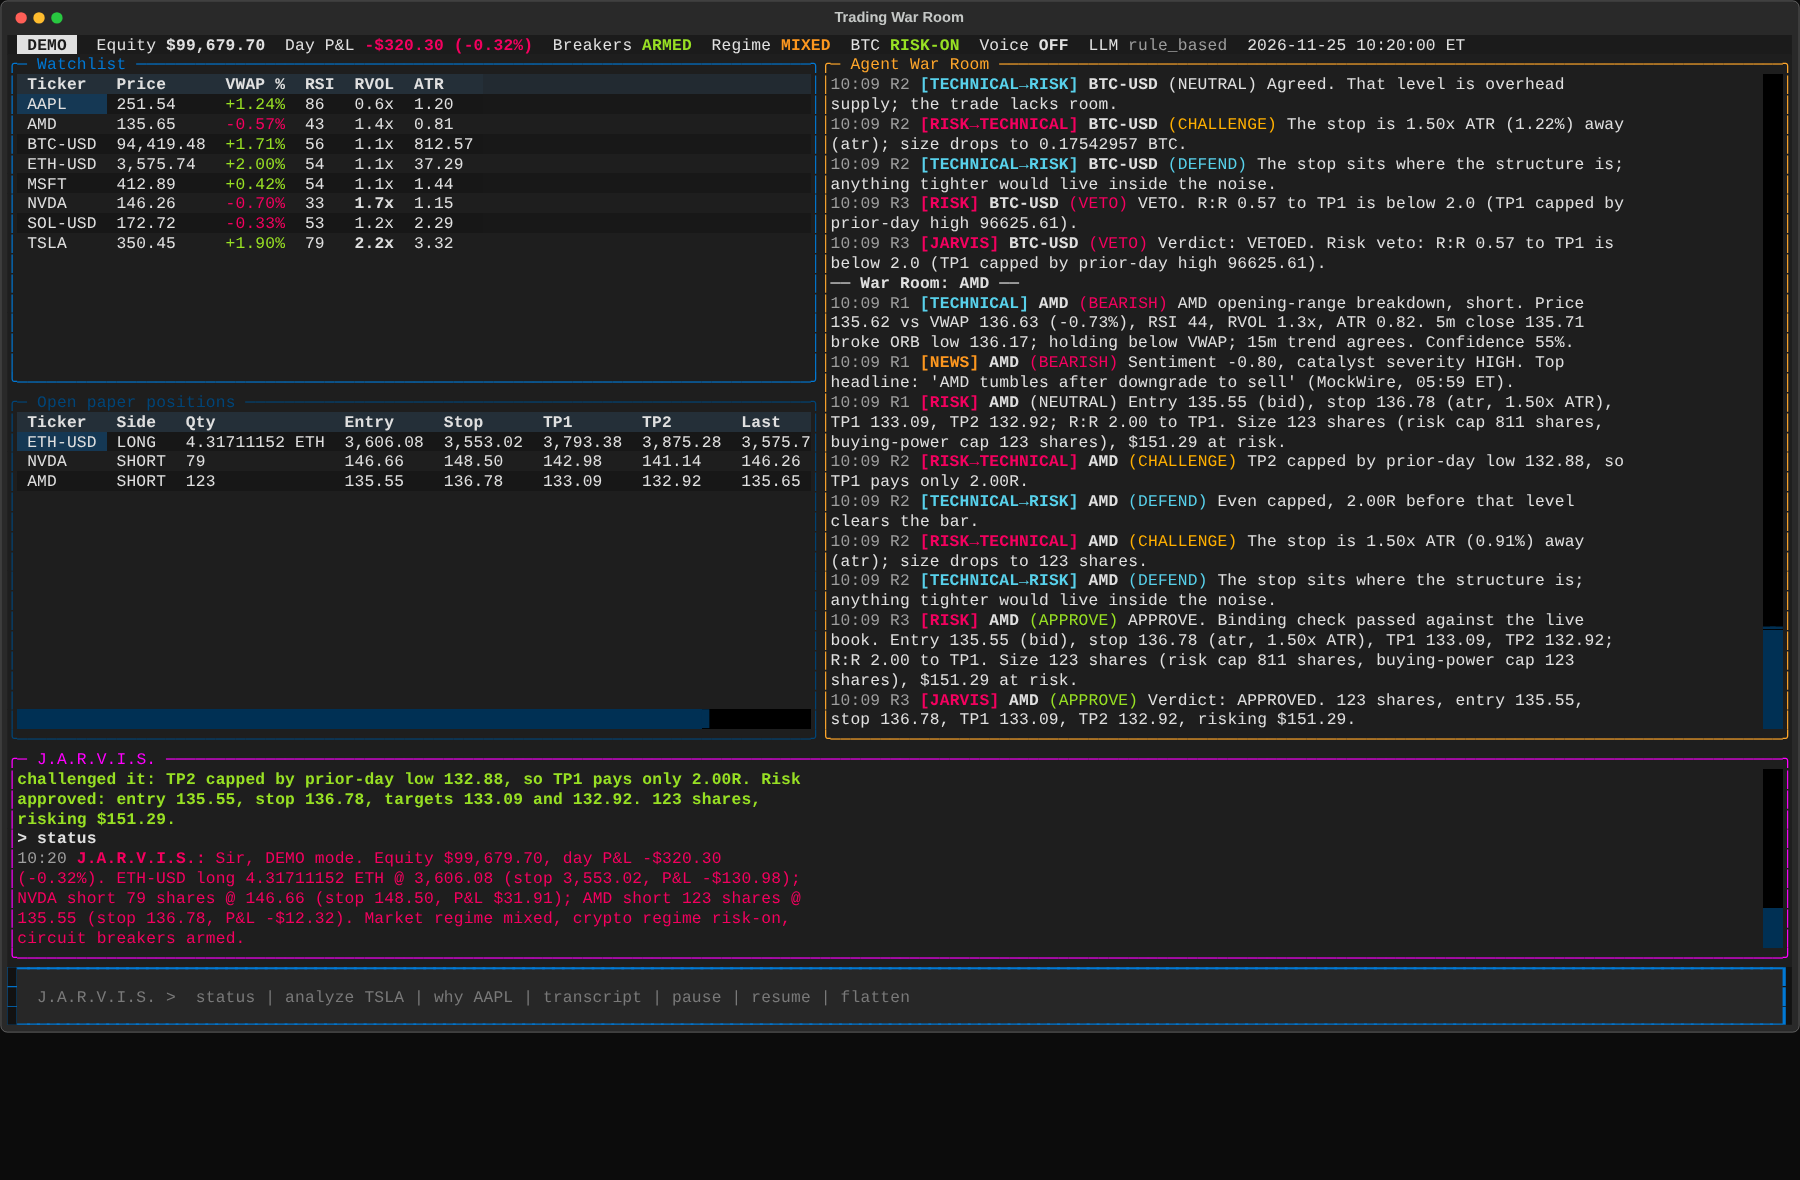 Trading War Room
DEMO Equity $99,679.70 Day P&L -$320.30 (-0.32%) Breakers ARMED Regime MIXED BTC RISK-ON Voice OFF LLM rule_based 2026-11-25 10:20:00 ET
Watchlist
Ticker Price VWAP % RSI RVOL ATR
AAPL 251.54 +1.24% 86 0.6x 1.20
AMD 135.65 -0.57% 43 1.4x 0.81
BTC-USD 94,419.48 +1.71% 56 1.1x 812.57
ETH-USD 3,575.74 +2.00% 54 1.1x 37.29
MSFT 412.89 +0.42% 54 1.1x 1.44
NVDA 146.26 -0.70% 33 1.7x 1.15
SOL-USD 172.72 -0.33% 53 1.2x 2.29
TSLA 350.45 +1.90% 79 2.2x 3.32
Open paper positions
Ticker Side Qty Entry Stop TP1 TP2 Last
ETH-USD LONG 4.31711152 ETH 3,606.08 3,553.02 3,793.38 3,875.28 3,575.7
NVDA SHORT 79 146.66 148.50 142.98 141.14 146.26
AMD SHORT 123 135.55 136.78 133.09 132.92 135.65
Agent War Room
10:09 R2 [TECHNICAL→RISK] BTC-USD (NEUTRAL) Agreed. That level is overhead
supply; the trade lacks room.
10:09 R2 [RISK→TECHNICAL] BTC-USD (CHALLENGE) The stop is 1.50x ATR (1.22%) away
(atr); size drops to 0.17542957 BTC.
10:09 R2 [TECHNICAL→RISK] BTC-USD (DEFEND) The stop sits where the structure is;
anything tighter would live inside the noise.
10:09 R3 [RISK] BTC-USD (VETO) VETO. R:R 0.57 to TP1 is below 2.0 (TP1 capped by
prior-day high 96625.61).
10:09 R3 [JARVIS] BTC-USD (VETO) Verdict: VETOED. Risk veto: R:R 0.57 to TP1 is
below 2.0 (TP1 capped by prior-day high 96625.61).
── War Room: AMD ──
10:09 R1 [TECHNICAL] AMD (BEARISH) AMD opening-range breakdown, short. Price
135.62 vs VWAP 136.63 (-0.73%), RSI 44, RVOL 1.3x, ATR 0.82. 5m close 135.71
broke ORB low 136.17; holding below VWAP; 15m trend agrees. Confidence 55%.
10:09 R1 [NEWS] AMD (BEARISH) Sentiment -0.80, catalyst severity HIGH. Top
headline: 'AMD tumbles after downgrade to sell' (MockWire, 05:59 ET).
10:09 R1 [RISK] AMD (NEUTRAL) Entry 135.55 (bid), stop 136.78 (atr, 1.50x ATR),
TP1 133.09, TP2 132.92; R:R 2.00 to TP1. Size 123 shares (risk cap 811 shares,
buying-power cap 123 shares), $151.29 at risk.
10:09 R2 [RISK→TECHNICAL] AMD (CHALLENGE) TP2 capped by prior-day low 132.88, so
TP1 pays only 2.00R.
10:09 R2 [TECHNICAL→RISK] AMD (DEFEND) Even capped, 2.00R before that level
clears the bar.
10:09 R2 [RISK→TECHNICAL] AMD (CHALLENGE) The stop is 1.50x ATR (0.91%) away
(atr); size drops to 123 shares.
10:09 R2 [TECHNICAL→RISK] AMD (DEFEND) The stop sits where the structure is;
anything tighter would live inside the noise.
10:09 R3 [RISK] AMD (APPROVE) APPROVE. Binding check passed against the live
book. Entry 135.55 (bid), stop 136.78 (atr, 1.50x ATR), TP1 133.09, TP2 132.92;
R:R 2.00 to TP1. Size 123 shares (risk cap 811 shares, buying-power cap 123
shares), $151.29 at risk.
10:09 R3 [JARVIS] AMD (APPROVE) Verdict: APPROVED. 123 shares, entry 135.55,
stop 136.78, TP1 133.09, TP2 132.92, risking $151.29.
J.A.R.V.I.S.
challenged it: TP2 capped by prior-day low 132.88, so TP1 pays only 2.00R. Risk
approved: entry 135.55, stop 136.78, targets 133.09 and 132.92. 123 shares,
risking $151.29.
> status
10:20 J.A.R.V.I.S.: Sir, DEMO mode. Equity $99,679.70, day P&L -$320.30
(-0.32%). ETH-USD long 4.31711152 ETH @ 3,606.08 (stop 3,553.02, P&L -$130.98);
NVDA short 79 shares @ 146.66 (stop 148.50, P&L $31.91); AMD short 123 shares @
135.55 (stop 136.78, P&L -$12.32). Market regime mixed, crypto regime risk-on,
circuit breakers armed.
J.A.R.V.I.S. > status | analyze TSLA | why AAPL | transcript | pause | resume | flatten